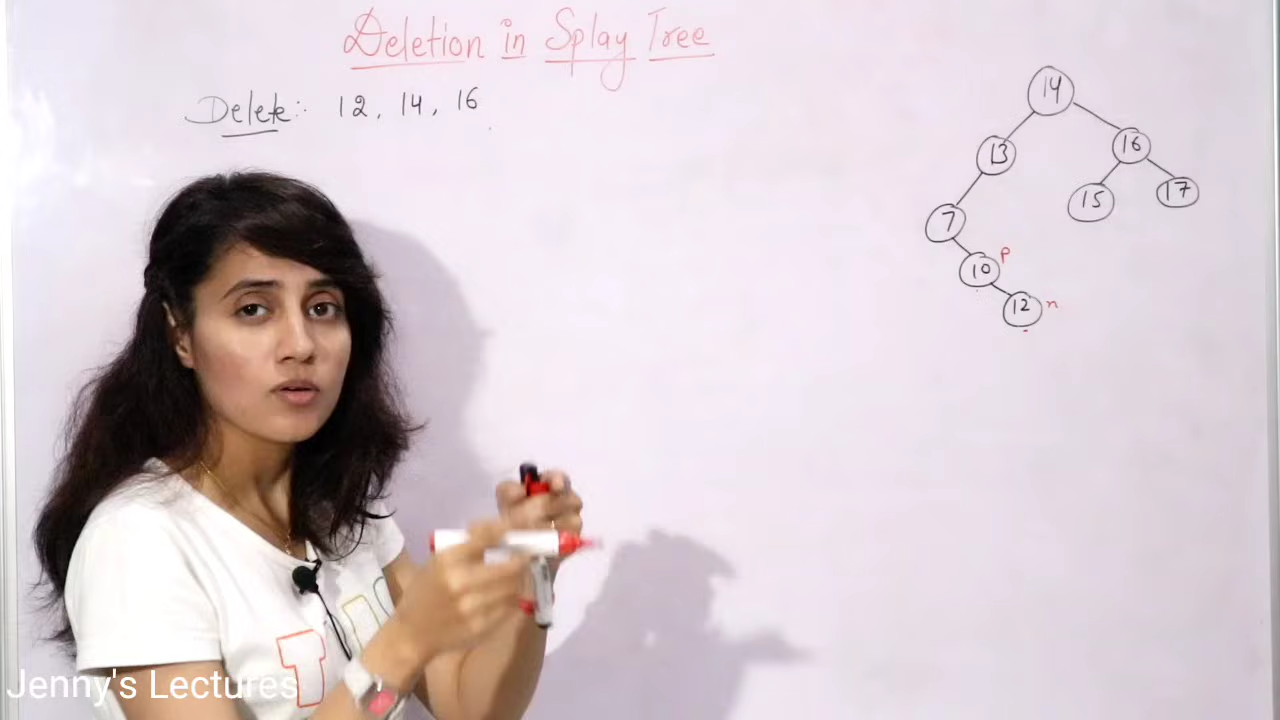 Deletion in Splay Tree
Delete:- 12, 14, 16
14
13 16
15 17
7
10 p
12 n
Jenny's Lectures